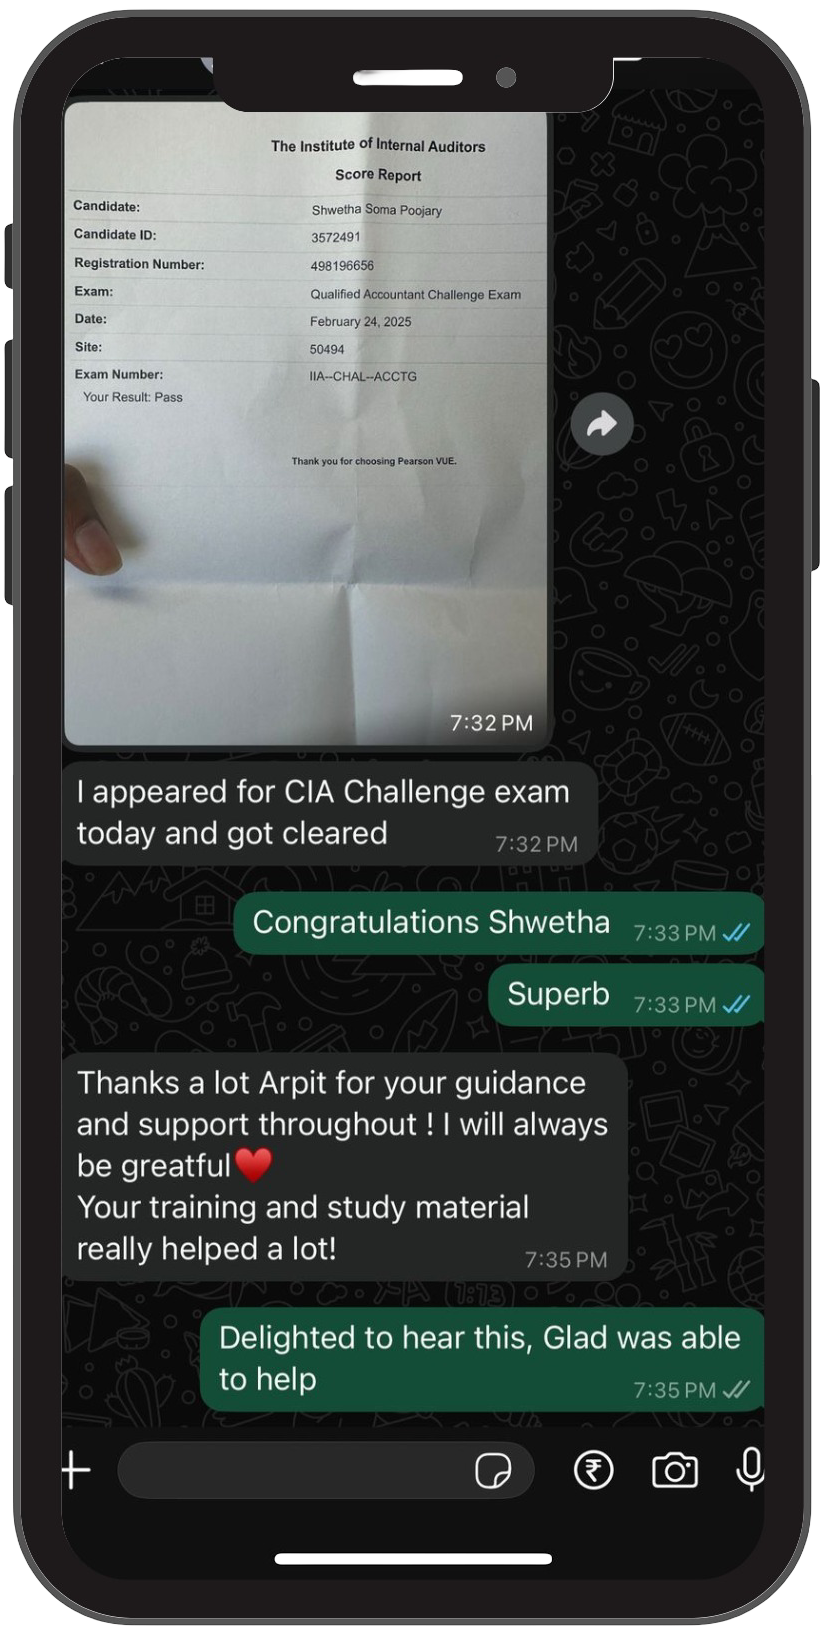 The Institute of Internal Auditors
Score Report
Candidate: Shwetha Soma Poojary
Candidate ID: 3572491
Registration Number: 498196656
Exam: Qualified Accountant Challenge Exam
Date: February 24, 2025
Site: 50494
Exam Number: IIA--CHAL--ACCTG
Your Result: Pass
Thank you for choosing Pearson VUE.
7:32 PM
I appeared for CIA Challenge exam
today and got cleared 7:32 PM
Congratulations Shwetha 7:33 PM
Superb 7:33 PM
Thanks a lot Arpit for your guidance
and support throughout ! I will always
be greatful❤️
Your training and study material
really helped a lot! 7:35 PM
Delighted to hear this, Glad was able
to help 7:35 PM